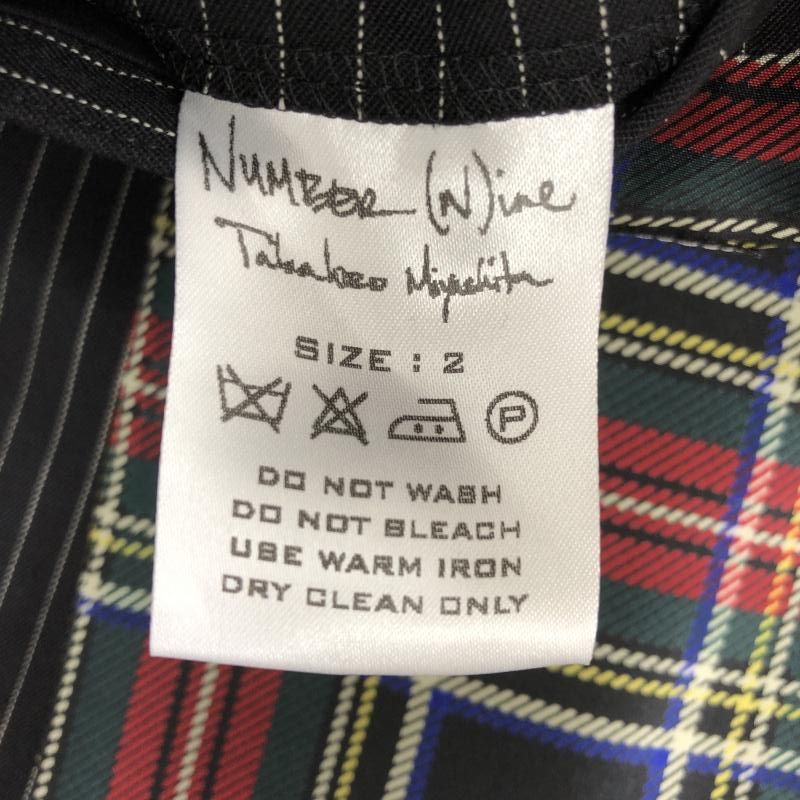 NUMBER (N)ine
Takahiro Miyashita
SIZE : 2
P
DO NOT WASH
DO NOT BLEACH
USE WARM IRON
DRY CLEAN ONLY